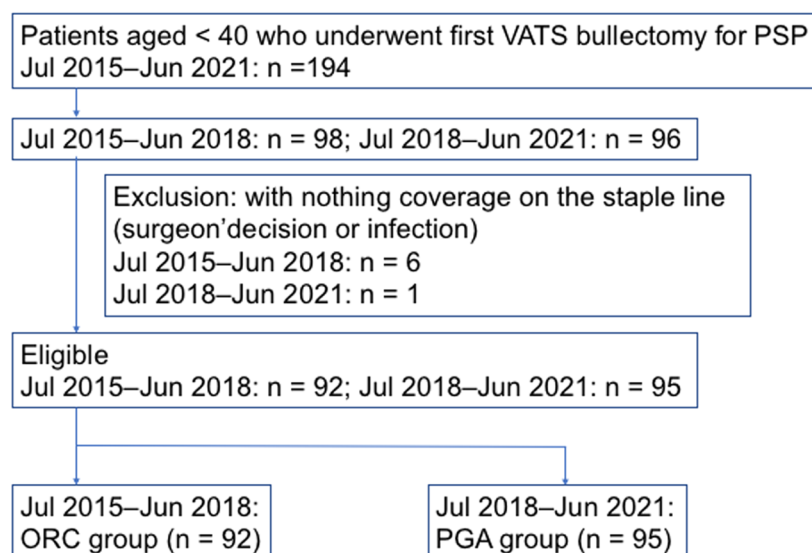 Patients aged < 40 who underwent first VATS bullectomy for PSP
Jul 2015–Jun 2021: n =194
Jul 2015–Jun 2018: n = 98; Jul 2018–Jun 2021: n = 96
Exclusion: with nothing coverage on the staple line
(surgeon'decision or infection)
Jul 2015–Jun 2018: n = 6
Jul 2018–Jun 2021: n = 1
Eligible
Jul 2015–Jun 2018: n = 92; Jul 2018–Jun 2021: n = 95
Jul 2015–Jun 2018:
ORC group (n = 92)
Jul 2018–Jun 2021:
PGA group (n = 95)